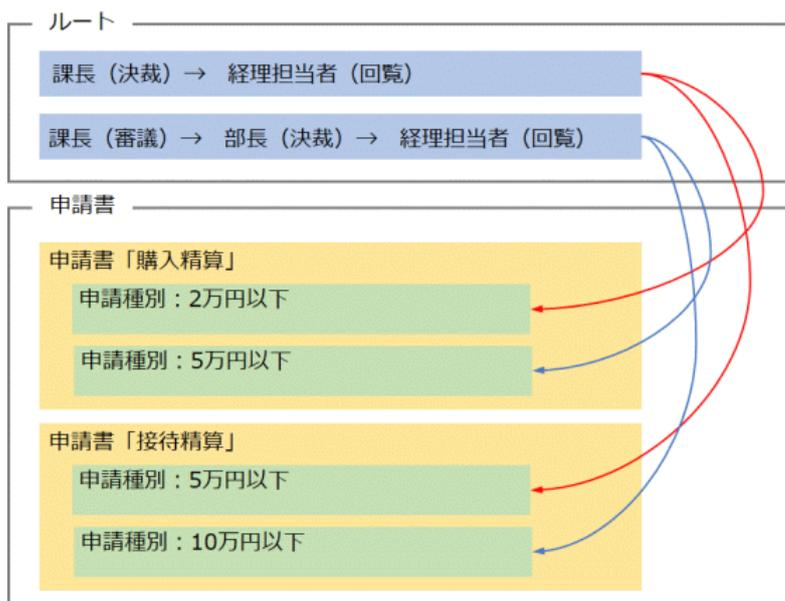 ルート
課長（決裁）→　経理担当者（回覧）
課長（審議）→　部長（決裁）→　経理担当者（回覧）
申請書
申請書「購入精算」
申請種別：2万円以下
申請種別：5万円以下
申請書「接待精算」
申請種別：5万円以下
申請種別：10万円以下